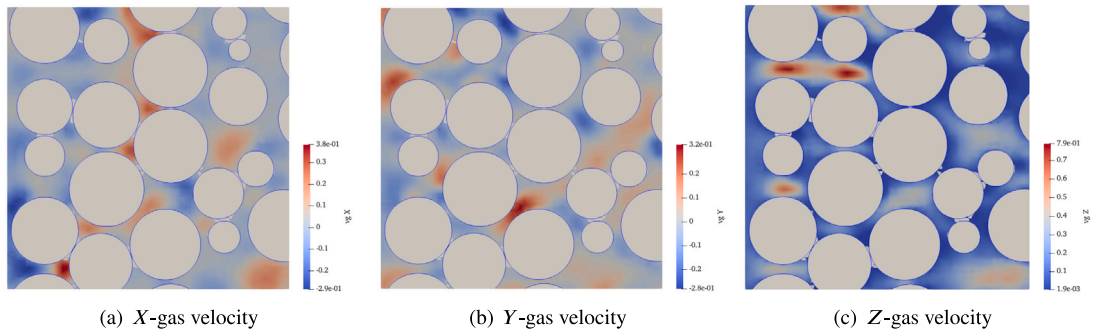 3.8e-01
0.3
0.2
0.1
0
-0.1
-0.2
-2.9e-01
vg X
3.2e-01
0.2
0.1
0
-0.1
-0.2
-2.8e-01
vg Y
7.9e-01
0.7
0.6
0.5
0.4
0.3
0.2
0.1
1.9e-03
vg Z
(a) X-gas velocity
(b) Y-gas velocity
(c) Z-gas velocity